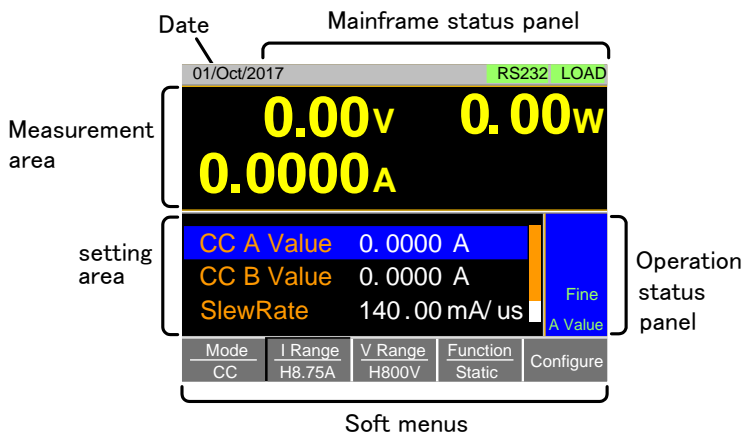 Date Mainframe status panel
01/Oct/2017 RS232 LOAD
Measurement
area
0.00V 0.00W
0.0000A
setting
area
CC A Value 0.0000 A
CC B Value 0.0000 A
SlewRate 140.00 mA/us
Fine
A Value
Operation
status
panel
Mode I Range V Range Function Configure
CC H8.75A H800V Static
Soft menus